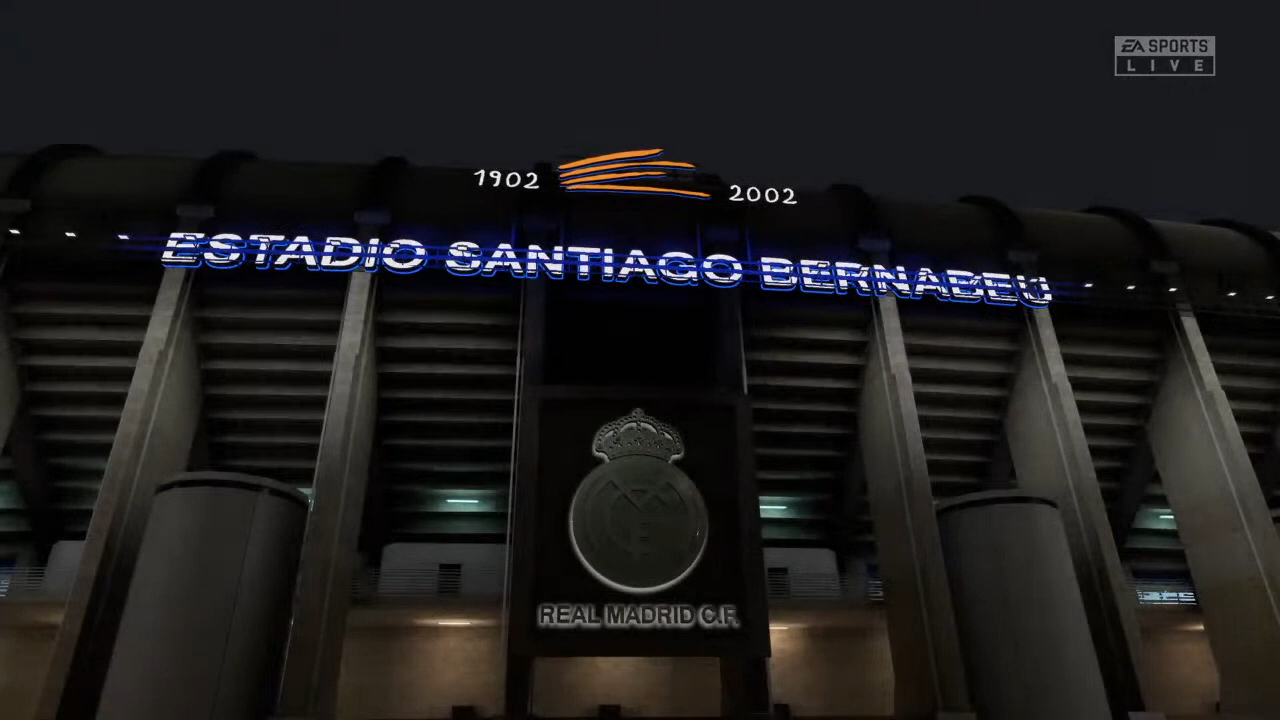 EA SPORTS
LIVE
1902 2002
ESTADIO SANTIAGO BERNABEU
REAL MADRID C.F.